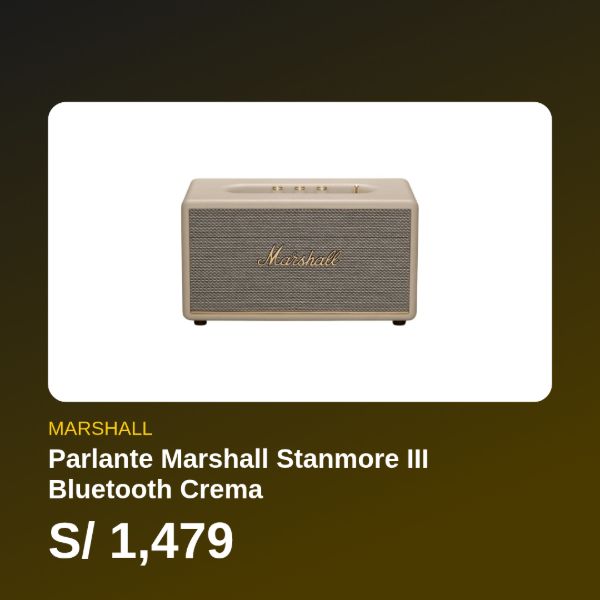 Marshall
MARSHALL
Parlante Marshall Stanmore III
Bluetooth Crema
S/ 1,479